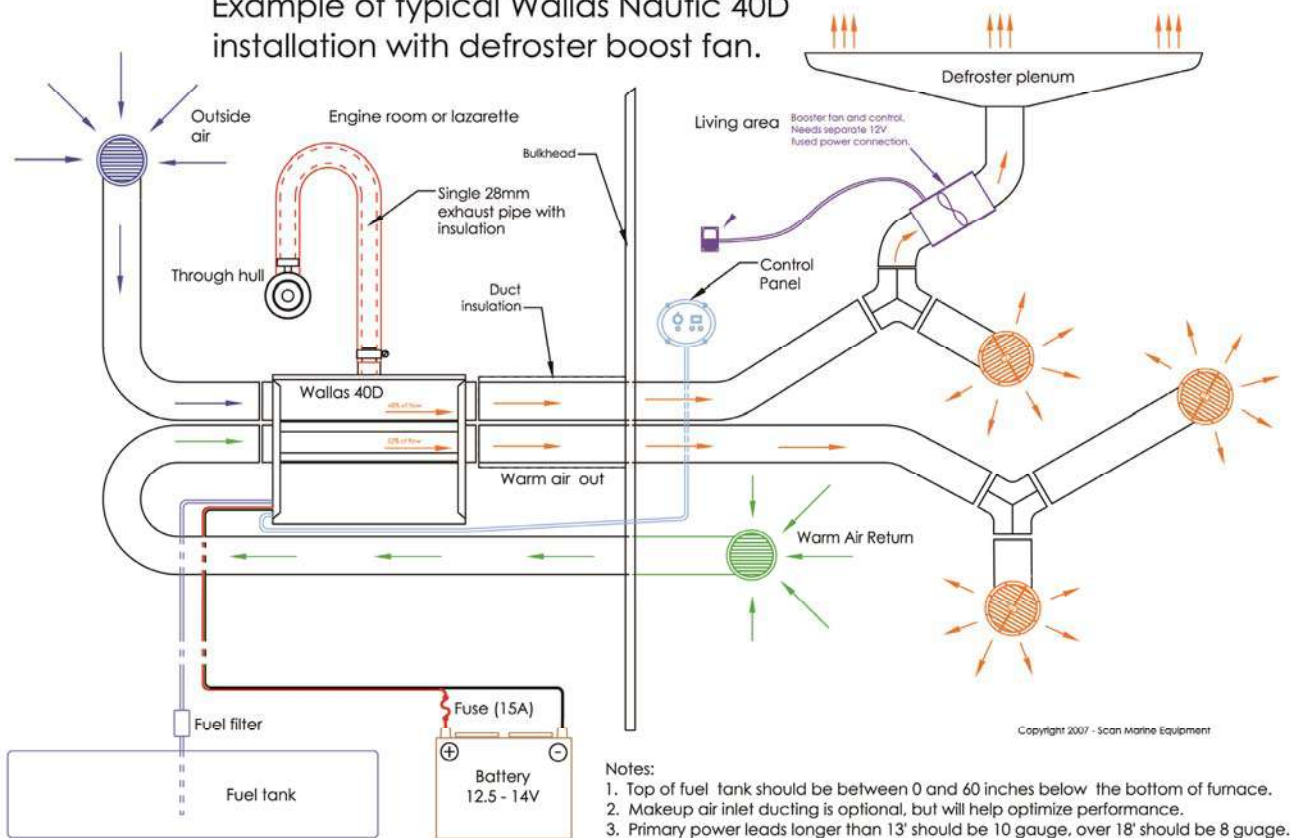 Example of typical Wallas Nautic 40D
installation with defroster boost fan.
Defroster plenum
Outside
air
Engine room or lazarette
Living area
Booster fan and control.
Needs separate 12V
fused power connection.
Bulkhead
Single 28mm
exhaust pipe with
insulation
Through hull
Control
Panel
Duct
insulation
Wallas 40D
of flow
of flow
Warm air out
Warm Air Return
Fuel filter
Fuse (15A)
+
-
Fuel tank
Battery
12.5 - 14V
Copyright 2007 - Scan Marine Equipment
Notes:
1. Top of fuel tank should be between 0 and 60 inches below the bottom of furnace.
2. Makeup air inlet ducting is optional, but will help optimize performance.
3. Primary power leads longer than 13' should be 10 gauge, over 18' should be 8 guage.